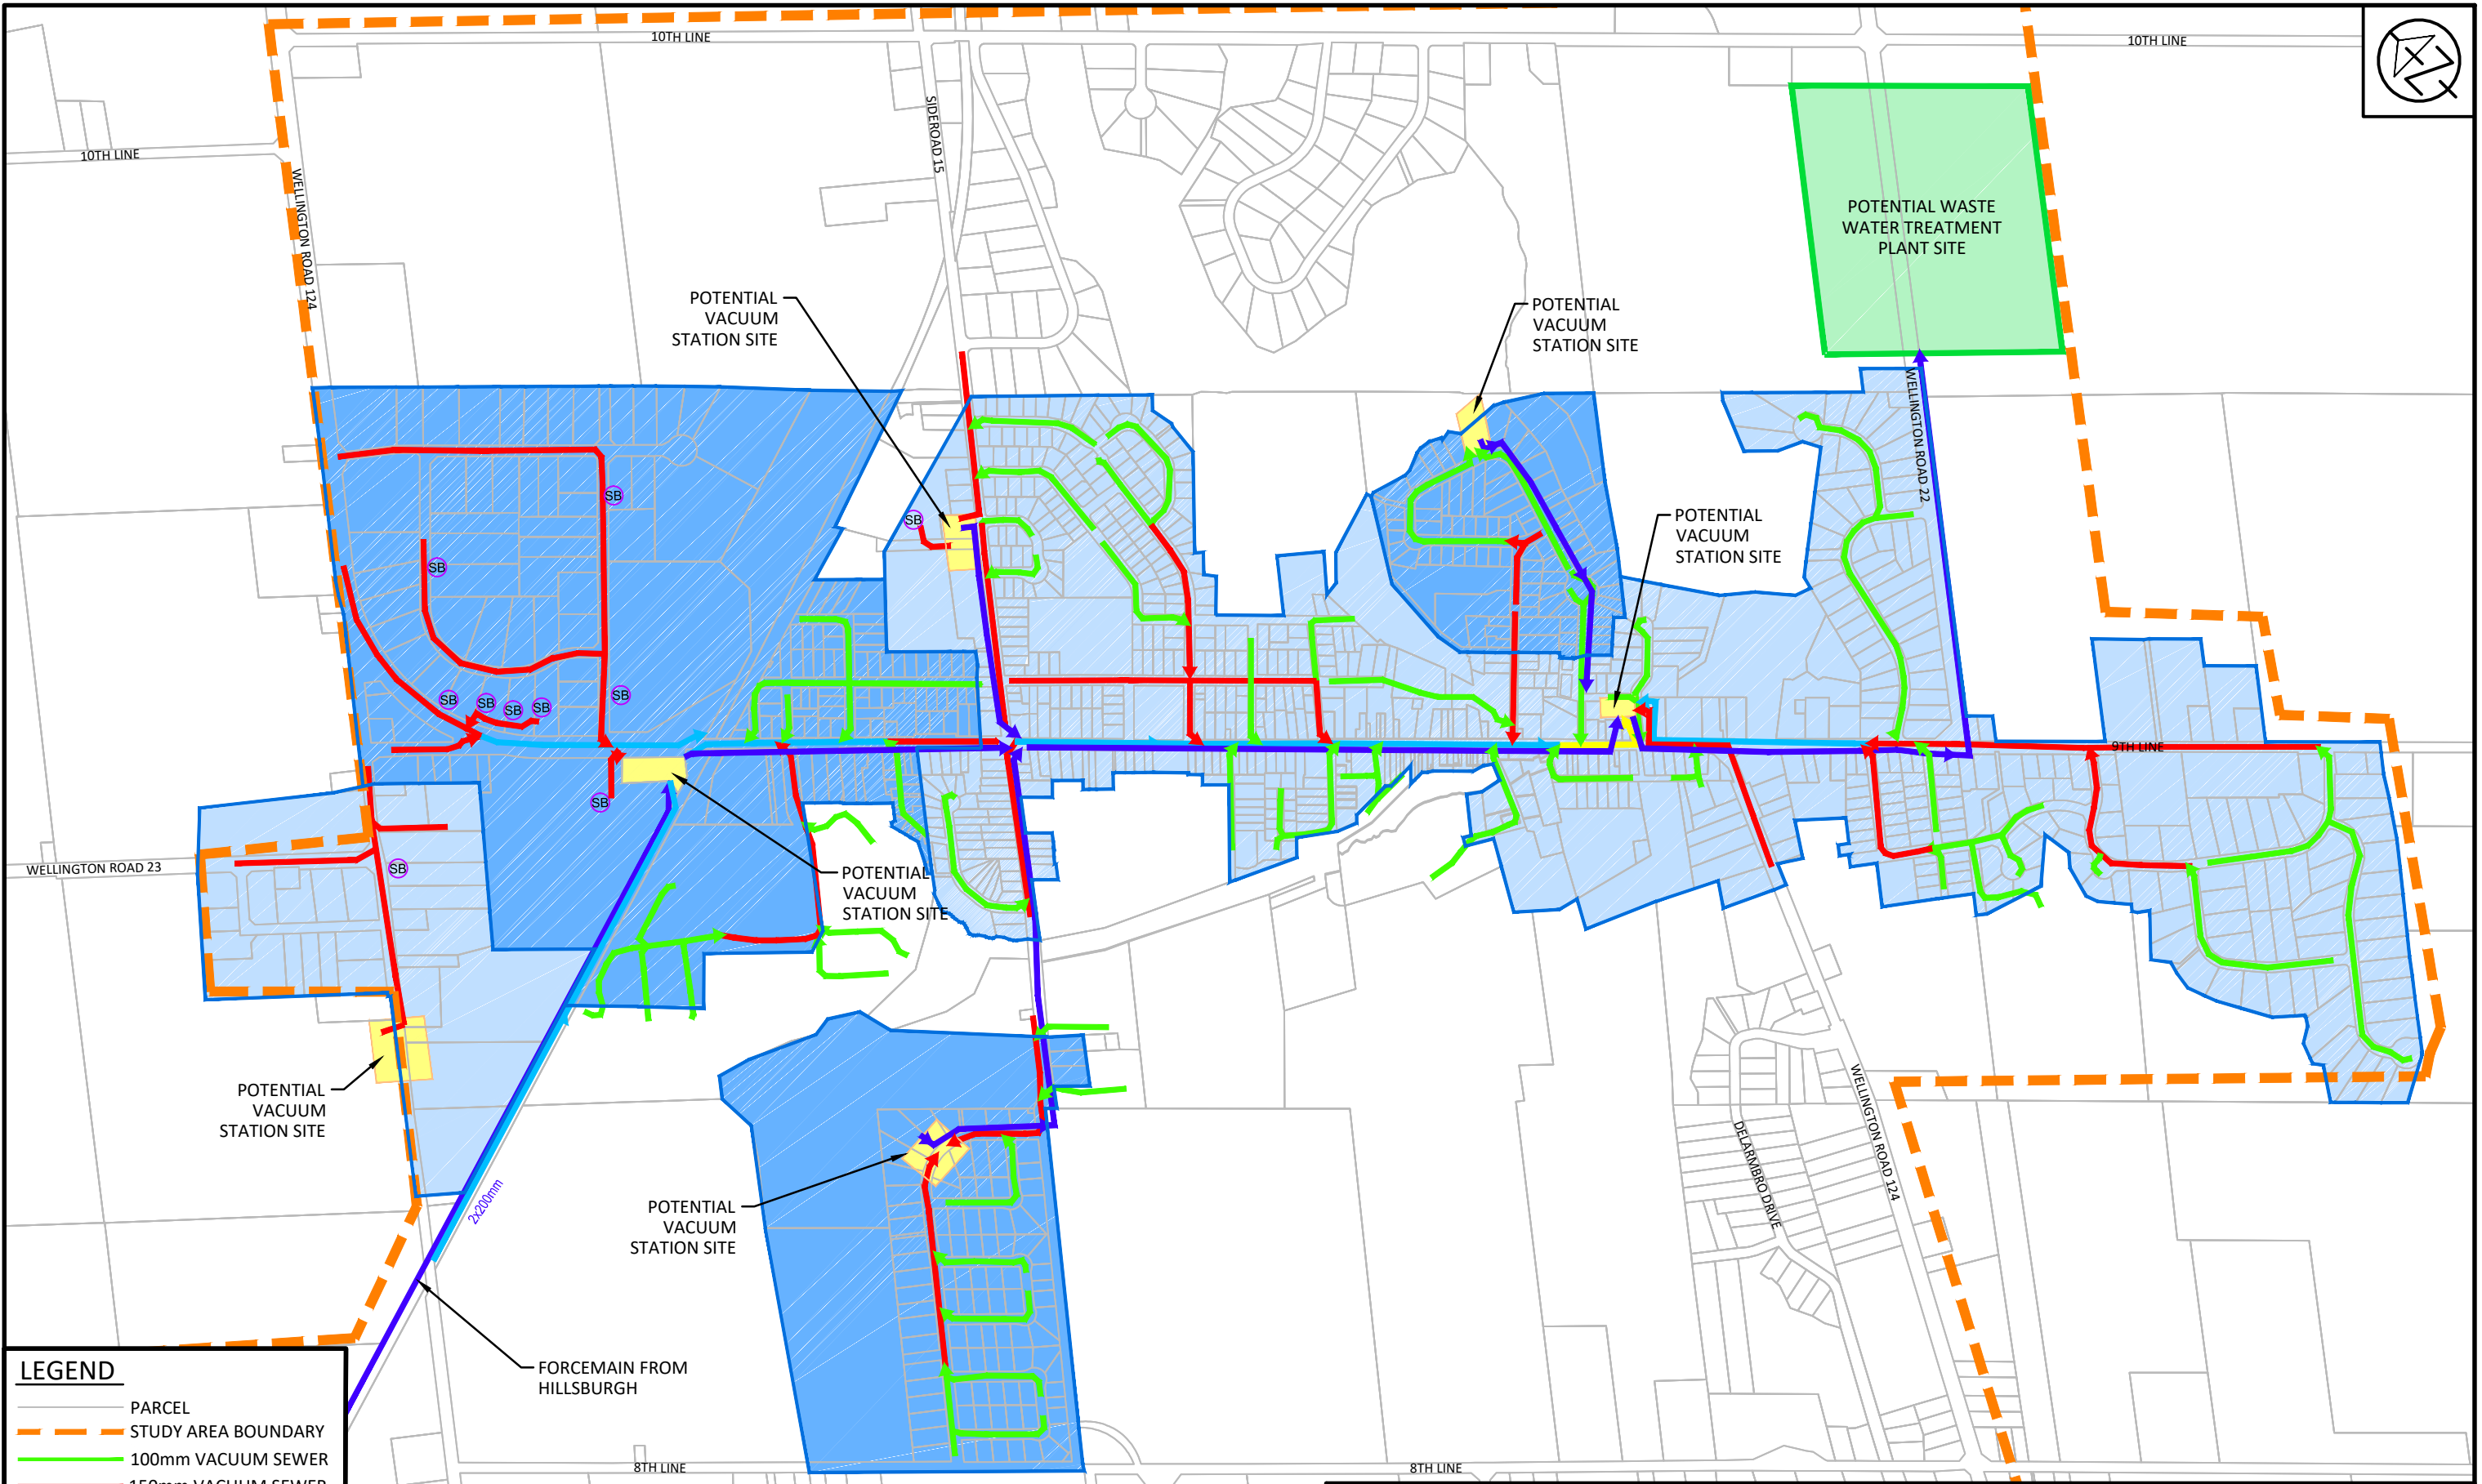 10TH LINE
10TH LINE
10TH LINE
SIDEROAD 15
WELLINGTON ROAD 124
POTENTIAL WASTE
WATER TREATMENT
PLANT SITE
POTENTIAL
VACUUM
STATION SITE
POTENTIAL
VACUUM
STATION SITE
WELLINGTON ROAD 22
SB
SB
SB
POTENTIAL
VACUUM
STATION SITE
SB
SB
SB
SB
SB
9TH LINE
SB
WELLINGTON ROAD 23
SB
POTENTIAL
VACUUM
STATION SITE
POTENTIAL
VACUUM
STATION SITE
2x200mm
POTENTIAL
VACUUM
STATION SITE
DELARMBRO DRIVE
WELLINGTON ROAD 124
FORCEMAIN FROM
HILLSBURGH
LEGEND
PARCEL
STUDY AREA BOUNDARY
100mm VACUUM SEWER
150mm VACUUM SEWER
8TH LINE
8TH LINE